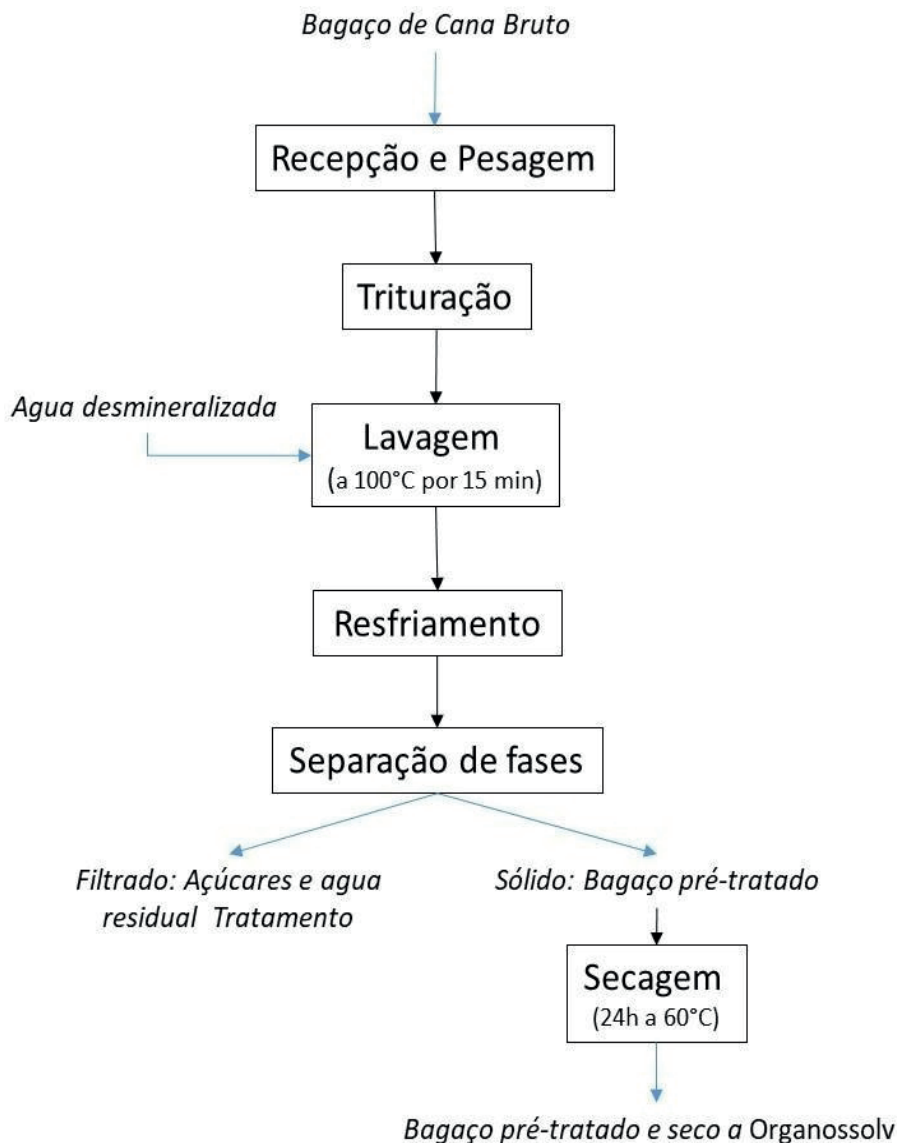 Bagaço de Cana Bruto
Recepção e Pesagem
Trituração
Agua desmineralizada
Lavagem
(a 100°C por 15 min)
Resfriamento
Separação de fases
Filtrado: Açúcares e agua
residual Tratamento
Sólido: Bagaço pré-tratado
Secagem
(24h a 60°C)
Bagaço pré-tratado e seco a Organossolv